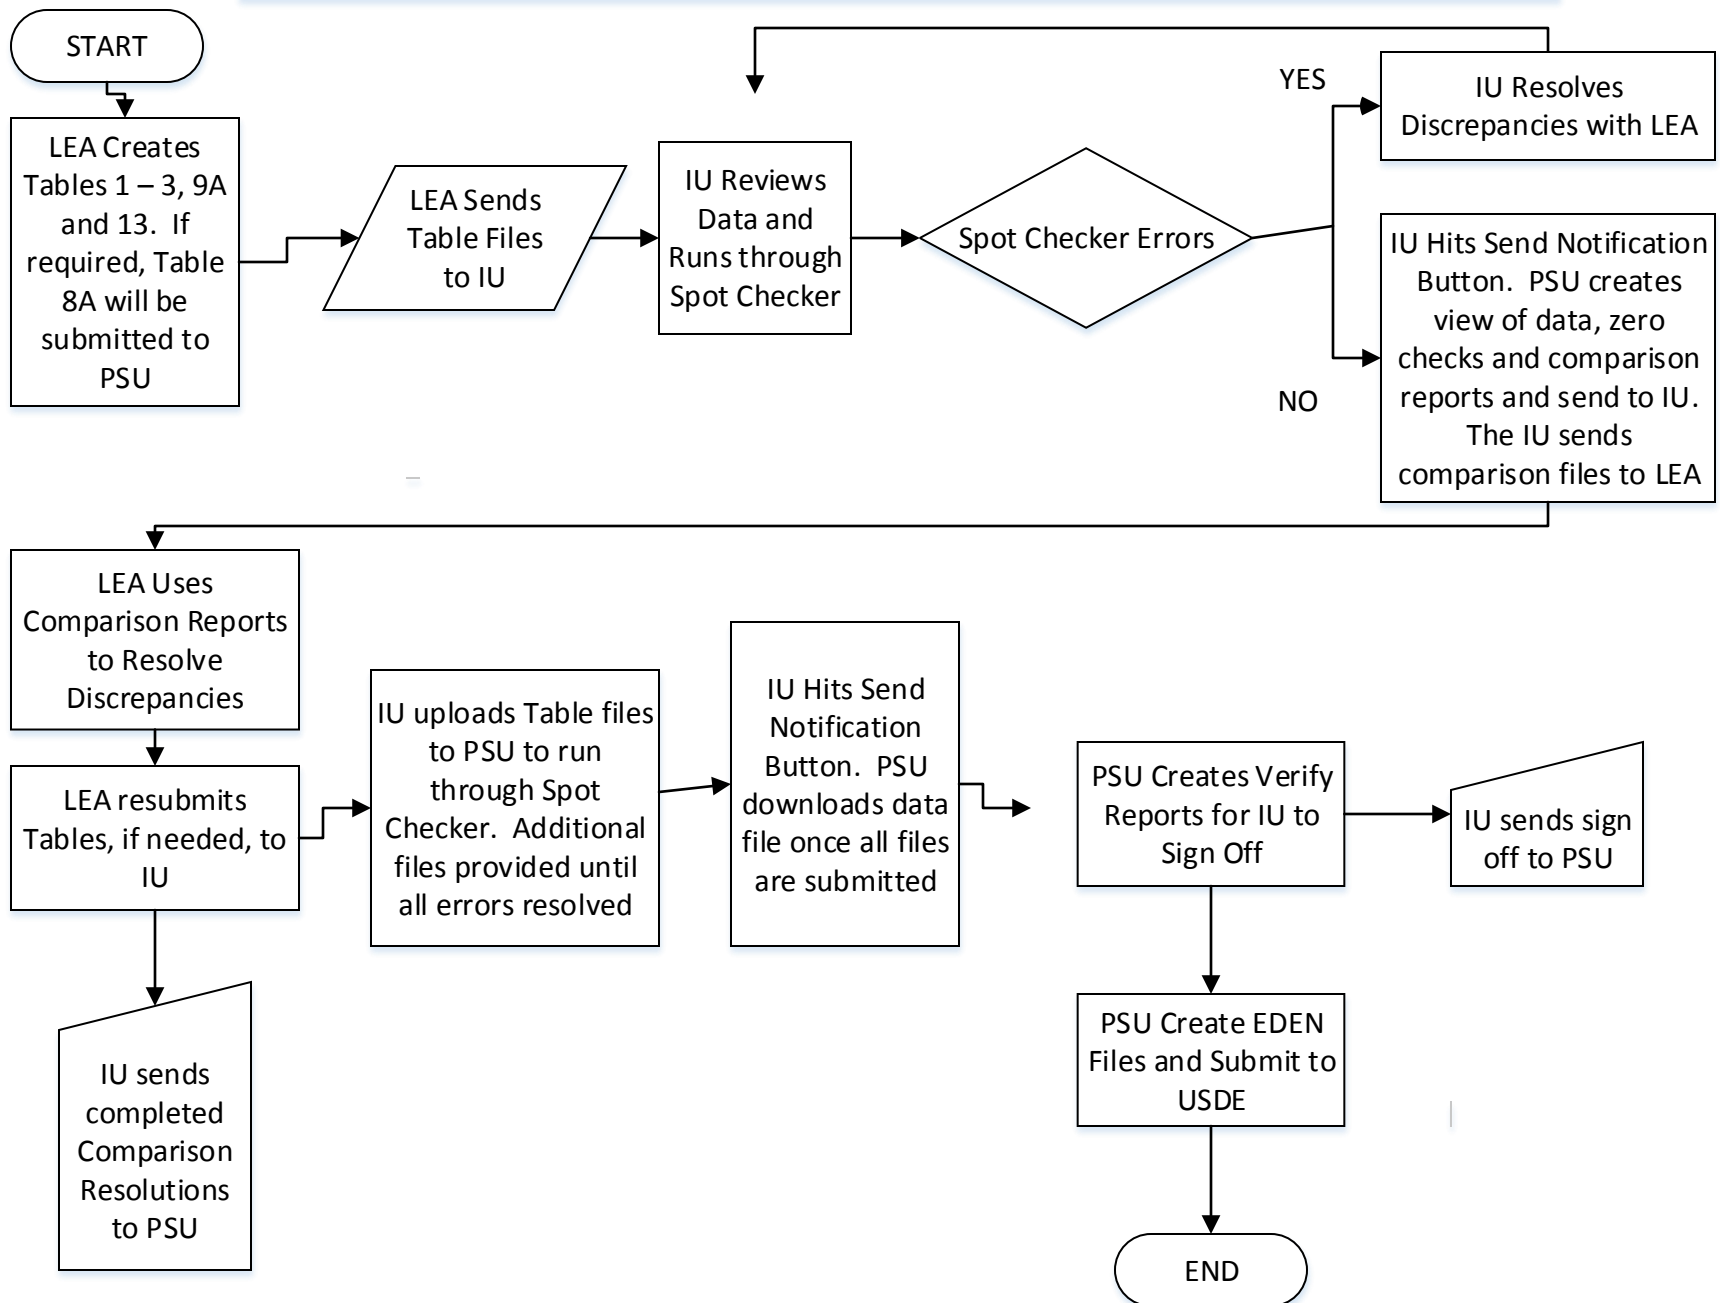 START
LEA Creates
Tables 1 – 3, 9A
and 13.  If
required, Table
8A will be
submitted to
PSU
LEA Sends
Table Files
to IU
IU Reviews
Data and
Runs through
Spot Checker
Spot Checker Errors
YES
IU Resolves
Discrepancies with LEA
NO
IU Hits Send Notification
Button.  PSU creates
view of data, zero
checks and comparison
reports and send to IU.
The IU sends
comparison files to LEA
LEA Uses
Comparison Reports
to Resolve
Discrepancies
LEA resubmits
Tables, if needed, to
IU
IU sends
completed
Comparison
Resolutions
to PSU
IU uploads Table files
to PSU to run
through Spot
Checker.  Additional
files provided until
all errors resolved
IU Hits Send
Notification
Button.  PSU
downloads data
file once all files
are submitted
PSU Creates Verify
Reports for IU to
Sign Off
IU sends sign
off to PSU
PSU Create EDEN
Files and Submit to
USDE
END